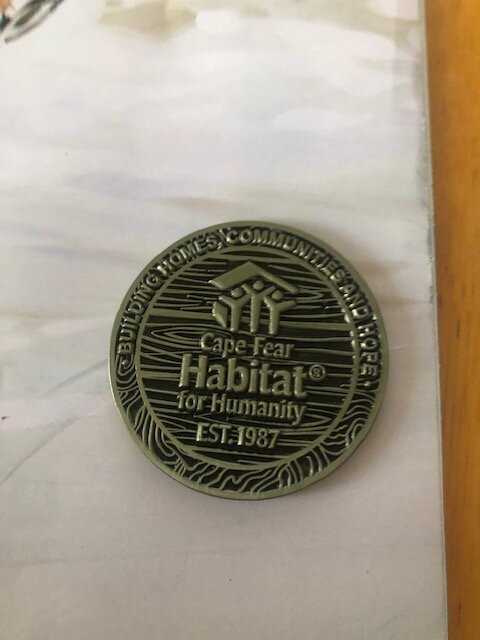 BUILDING HOMES, COMMUNITIES AND HOPE
Cape Fear
Habitat®
for Humanity
EST. 1987